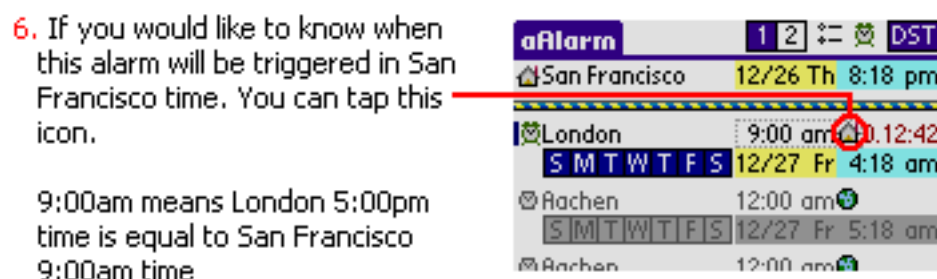 6. If you would like to know when
this alarm will be triggered in San
Francisco time. You can tap this
icon.
9:00am means London 5:00pm
time is equal to San Francisco
9:00am time
aAlarm 1 2 DST
San Francisco 12/26 Th 8:18 pm
London 9:00 am 0.12:42
S M T W T F S 12/27 Fr 4:18 am
Aachen 12:00 am
S M T W T F S 12/27 Fr 5:18 am
Aachen 12:00 am